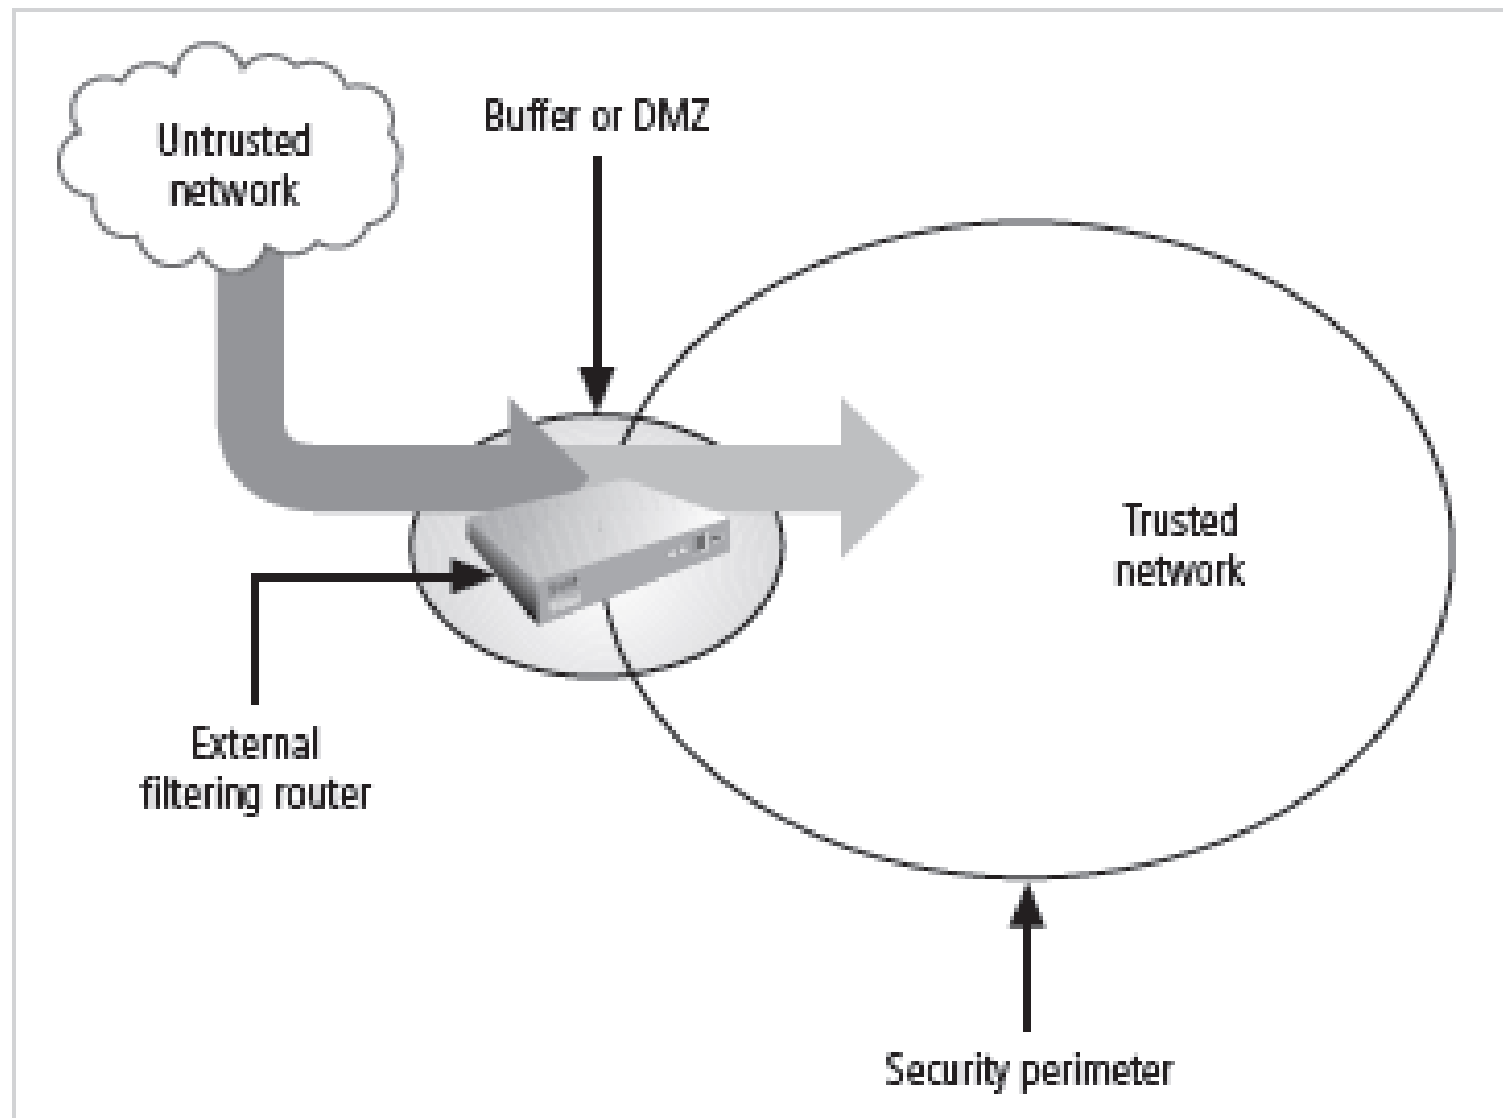 Untrusted
network
Buffer or DMZ
Trusted
network
External
filtering router
Security perimeter